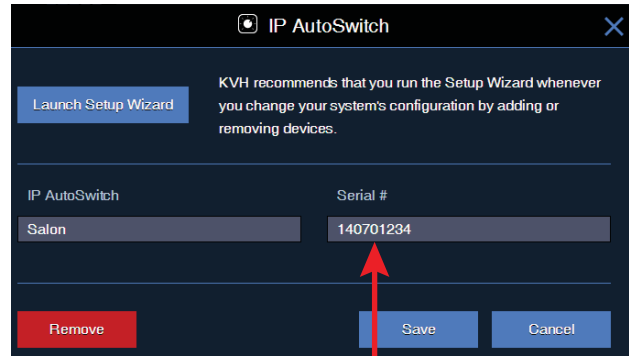 IP AutoSwitch
Launch Setup Wizard
KVH recommends that you run the Setup Wizard whenever
you change your system's configuration by adding or
removing devices.
IP AutoSwitch
Serial #
Salon
140701234
Remove
Save
Cancel